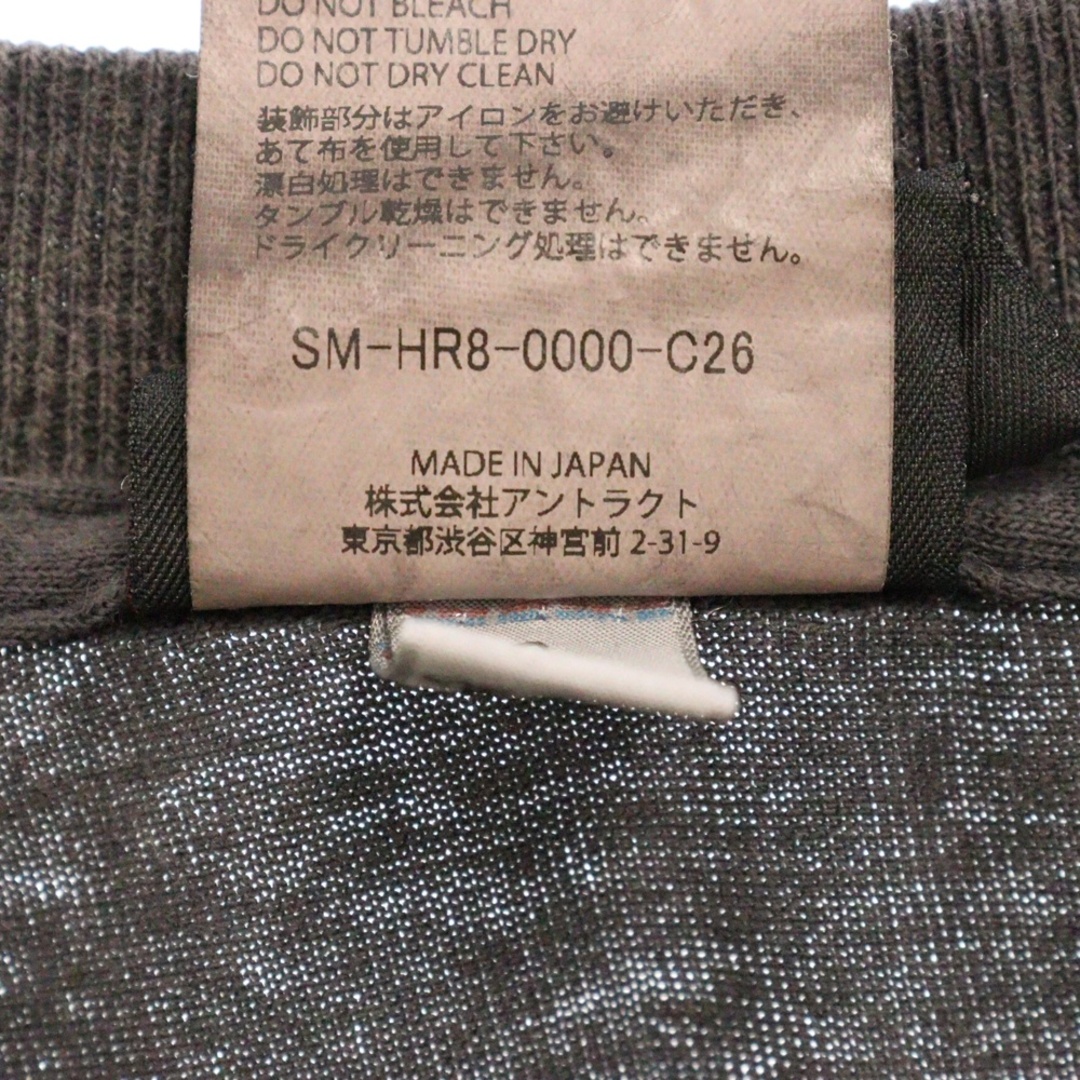 DO NOT BLEACH
DO NOT TUMBLE DRY
DO NOT DRY CLEAN
装飾部分はアイロンをお避けいただき、
あて布を使用して下さい。
漂白処理はできません。
タンブル乾燥はできません。
ドライクリーニング処理はできません。
SM-HR8-0000-C26
MADE IN JAPAN
株式会社アントラクト
東京都渋谷区神宮前 2-31-9